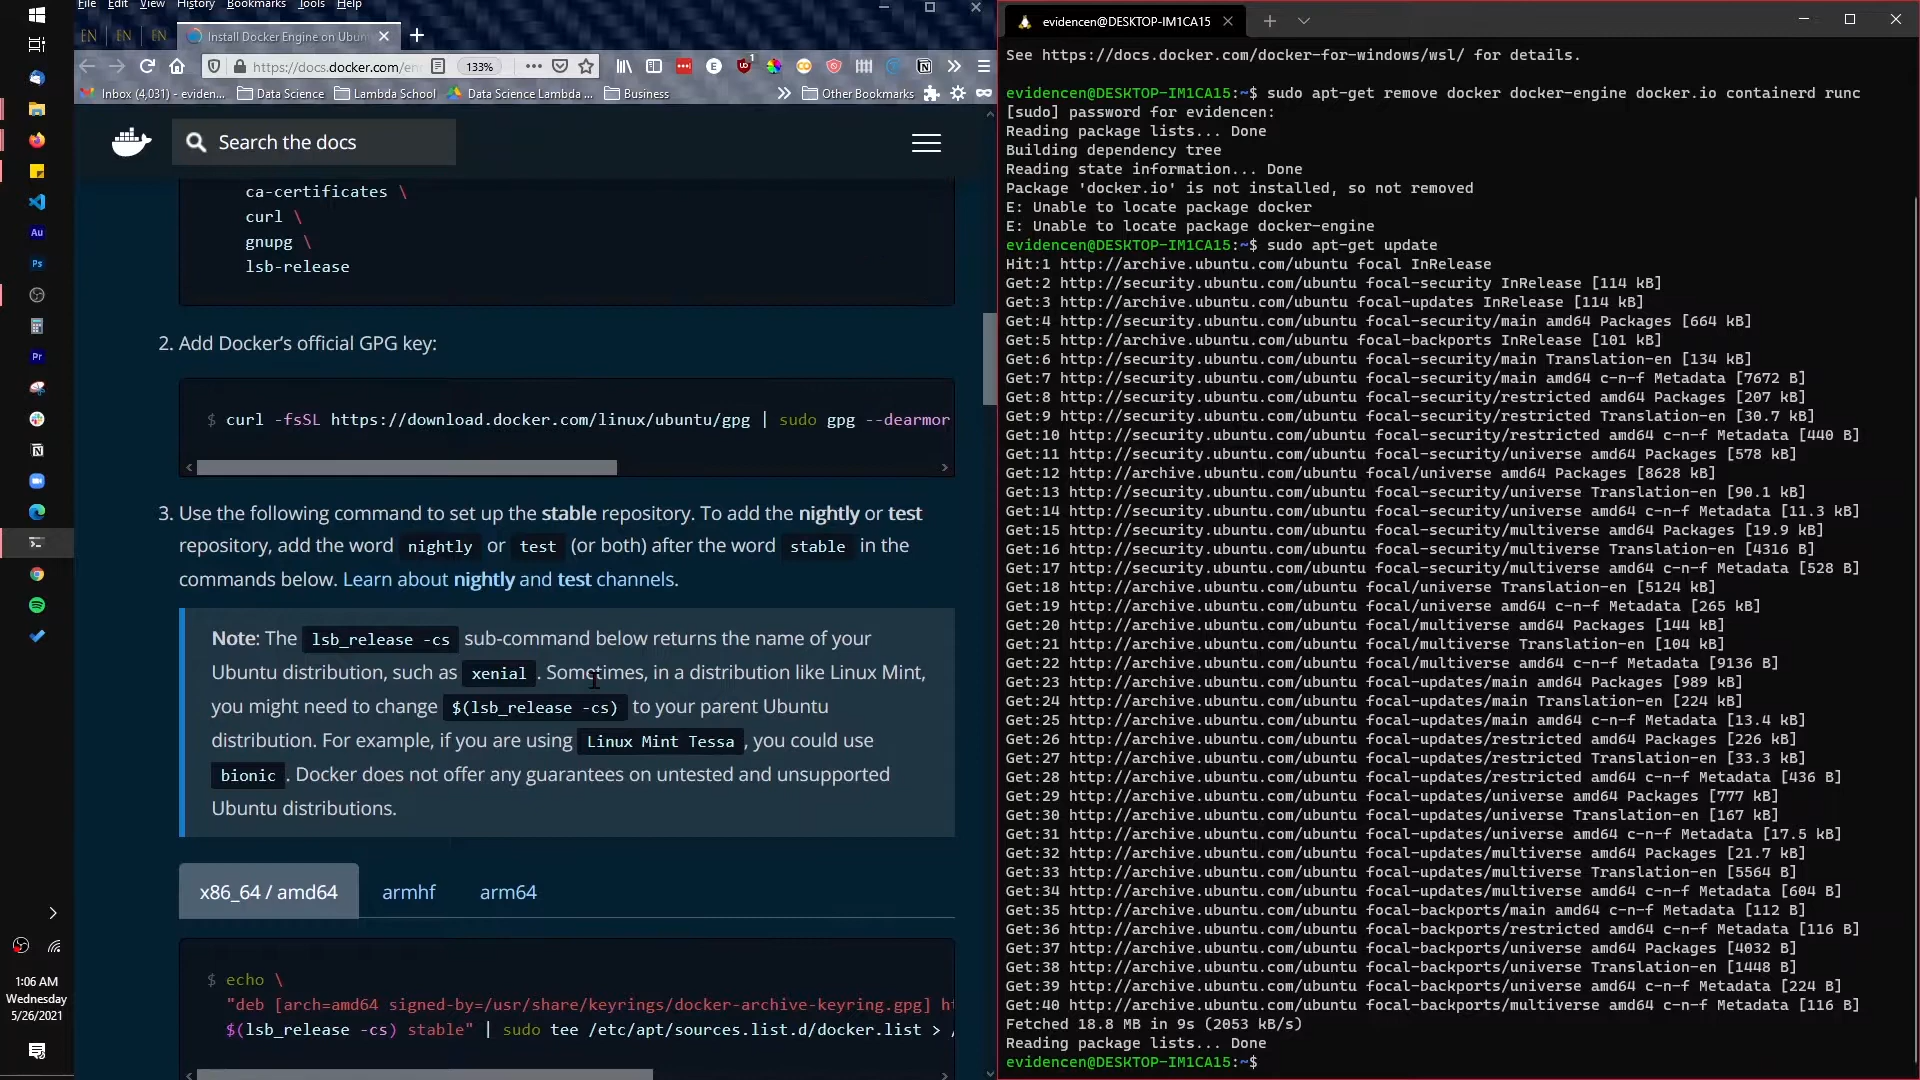 File Edit View History Bookmarks Tools Help
EN EN EN Install Docker Engine on Ubun
https://docs.docker.com/en 133%
Inbox (4,031) - eviden... Data Science Lambda School Data Science Lambda ... Business Other Bookmarks
Search the docs
ca-certificates \
curl \
gnupg \
lsb-release
2. Add Docker’s official GPG key:
$ curl -fsSL https://download.docker.com/linux/ubuntu/gpg | sudo gpg --dearmor
3. Use the following command to set up the stable repository. To add the nightly or test
repository, add the word nightly or test (or both) after the word stable in the
commands below. Learn about nightly and test channels.
Note: The lsb_release -cs sub-command below returns the name of your
Ubuntu distribution, such as xenial . Sometimes, in a distribution like Linux Mint,
you might need to change $(lsb_release -cs) to your parent Ubuntu
distribution. For example, if you are using Linux Mint Tessa , you could use
bionic . Docker does not offer any guarantees on untested and unsupported
Ubuntu distributions.
x86_64 / amd64 armhf arm64
$ echo \
"deb [arch=amd64 signed-by=/usr/share/keyrings/docker-archive-keyring.gpg] ht
$(lsb_release -cs) stable" | sudo tee /etc/apt/sources.list.d/docker.list > /
Au
Ps
Pr
1:06 AM
Wednesday
5/26/2021
evidencen@DESKTOP-IM1CA15
See https://docs.docker.com/docker-for-windows/wsl/ for details.
evidencen@DESKTOP-IM1CA15:~$ sudo apt-get remove docker docker-engine docker.io containerd runc
[sudo] password for evidencen:
Reading package lists... Done
Building dependency tree
Reading state information... Done
Package 'docker.io' is not installed, so not removed
E: Unable to locate package docker
E: Unable to locate package docker-engine
evidencen@DESKTOP-IM1CA15:~$ sudo apt-get update
Hit:1 http://archive.ubuntu.com/ubuntu focal InRelease
Get:2 http://security.ubuntu.com/ubuntu focal-security InRelease [114 kB]
Get:3 http://archive.ubuntu.com/ubuntu focal-updates InRelease [114 kB]
Get:4 http://security.ubuntu.com/ubuntu focal-security/main amd64 Packages [664 kB]
Get:5 http://archive.ubuntu.com/ubuntu focal-backports InRelease [101 kB]
Get:6 http://security.ubuntu.com/ubuntu focal-security/main Translation-en [134 kB]
Get:7 http://security.ubuntu.com/ubuntu focal-security/main amd64 c-n-f Metadata [7672 B]
Get:8 http://security.ubuntu.com/ubuntu focal-security/restricted amd64 Packages [207 kB]
Get:9 http://security.ubuntu.com/ubuntu focal-security/restricted Translation-en [30.7 kB]
Get:10 http://security.ubuntu.com/ubuntu focal-security/restricted amd64 c-n-f Metadata [440 B]
Get:11 http://security.ubuntu.com/ubuntu focal-security/universe amd64 Packages [578 kB]
Get:12 http://archive.ubuntu.com/ubuntu focal/universe amd64 Packages [8628 kB]
Get:13 http://security.ubuntu.com/ubuntu focal-security/universe Translation-en [90.1 kB]
Get:14 http://security.ubuntu.com/ubuntu focal-security/universe amd64 c-n-f Metadata [11.3 kB]
Get:15 http://security.ubuntu.com/ubuntu focal-security/multiverse amd64 Packages [19.9 kB]
Get:16 http://security.ubuntu.com/ubuntu focal-security/multiverse Translation-en [4316 B]
Get:17 http://security.ubuntu.com/ubuntu focal-security/multiverse amd64 c-n-f Metadata [528 B]
Get:18 http://archive.ubuntu.com/ubuntu focal/universe Translation-en [5124 kB]
Get:19 http://archive.ubuntu.com/ubuntu focal/universe amd64 c-n-f Metadata [265 kB]
Get:20 http://archive.ubuntu.com/ubuntu focal/multiverse amd64 Packages [144 kB]
Get:21 http://archive.ubuntu.com/ubuntu focal/multiverse Translation-en [104 kB]
Get:22 http://archive.ubuntu.com/ubuntu focal/multiverse amd64 c-n-f Metadata [9136 B]
Get:23 http://archive.ubuntu.com/ubuntu focal-updates/main amd64 Packages [989 kB]
Get:24 http://archive.ubuntu.com/ubuntu focal-updates/main Translation-en [224 kB]
Get:25 http://archive.ubuntu.com/ubuntu focal-updates/main amd64 c-n-f Metadata [13.4 kB]
Get:26 http://archive.ubuntu.com/ubuntu focal-updates/restricted amd64 Packages [226 kB]
Get:27 http://archive.ubuntu.com/ubuntu focal-updates/restricted Translation-en [33.3 kB]
Get:28 http://archive.ubuntu.com/ubuntu focal-updates/restricted amd64 c-n-f Metadata [436 B]
Get:29 http://archive.ubuntu.com/ubuntu focal-updates/universe amd64 Packages [777 kB]
Get:30 http://archive.ubuntu.com/ubuntu focal-updates/universe Translation-en [167 kB]
Get:31 http://archive.ubuntu.com/ubuntu focal-updates/universe amd64 c-n-f Metadata [17.5 kB]
Get:32 http://archive.ubuntu.com/ubuntu focal-updates/multiverse amd64 Packages [21.7 kB]
Get:33 http://archive.ubuntu.com/ubuntu focal-updates/multiverse Translation-en [5564 B]
Get:34 http://archive.ubuntu.com/ubuntu focal-updates/multiverse amd64 c-n-f Metadata [604 B]
Get:35 http://archive.ubuntu.com/ubuntu focal-backports/main amd64 c-n-f Metadata [112 B]
Get:36 http://archive.ubuntu.com/ubuntu focal-backports/restricted amd64 c-n-f Metadata [116 B]
Get:37 http://archive.ubuntu.com/ubuntu focal-backports/universe amd64 Packages [4032 B]
Get:38 http://archive.ubuntu.com/ubuntu focal-backports/universe Translation-en [1448 B]
Get:39 http://archive.ubuntu.com/ubuntu focal-backports/universe amd64 c-n-f Metadata [224 B]
Get:40 http://archive.ubuntu.com/ubuntu focal-backports/multiverse amd64 c-n-f Metadata [116 B]
Fetched 18.8 MB in 9s (2053 kB/s)
Reading package lists... Done
evidencen@DESKTOP-IM1CA15:~$